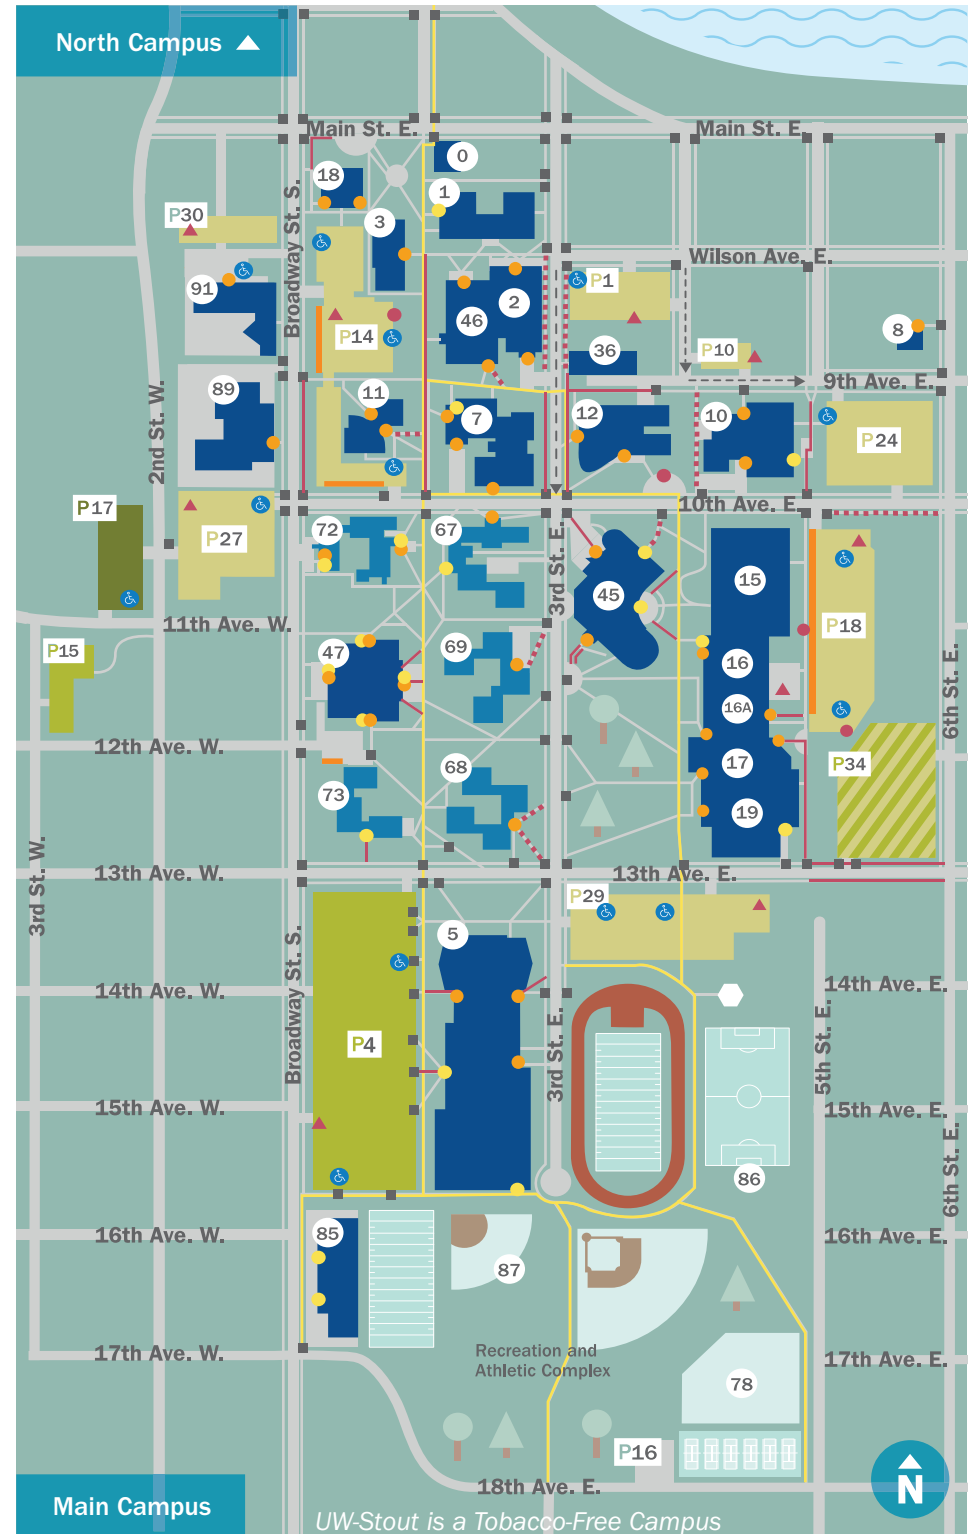 North Campus
Main St. E.
Main St. E.
0
18
1
3
P30
Broadway St. S.
Wilson Ave. E.
91
2
P1
46
P14
36
P10
8
9th Ave. E.
89
11
7
12
10
P24
2nd St. W.
P17
10th Ave. E.
P27
72
67
3rd St. E.
45
15
11th Ave. W.
P18
P15
47
69
16
16A
6th St. E.
12th Ave. W.
17
P34
73
68
19
3rd St. W.
13th Ave. W.
13th Ave. E.
P29
5
Broadway St. S.
14th Ave. W.
14th Ave. E.
P4
3rd St. E.
5th St. E.
15th Ave. W.
15th Ave. E.
86
6th St. E.
16th Ave. W.
85
87
16th Ave. E.
17th Ave. W.
Recreation and
Athletic Complex
17th Ave. E.
78
P16
18th Ave. E.
N
Main Campus
UW-Stout is a Tobacco-Free Campus